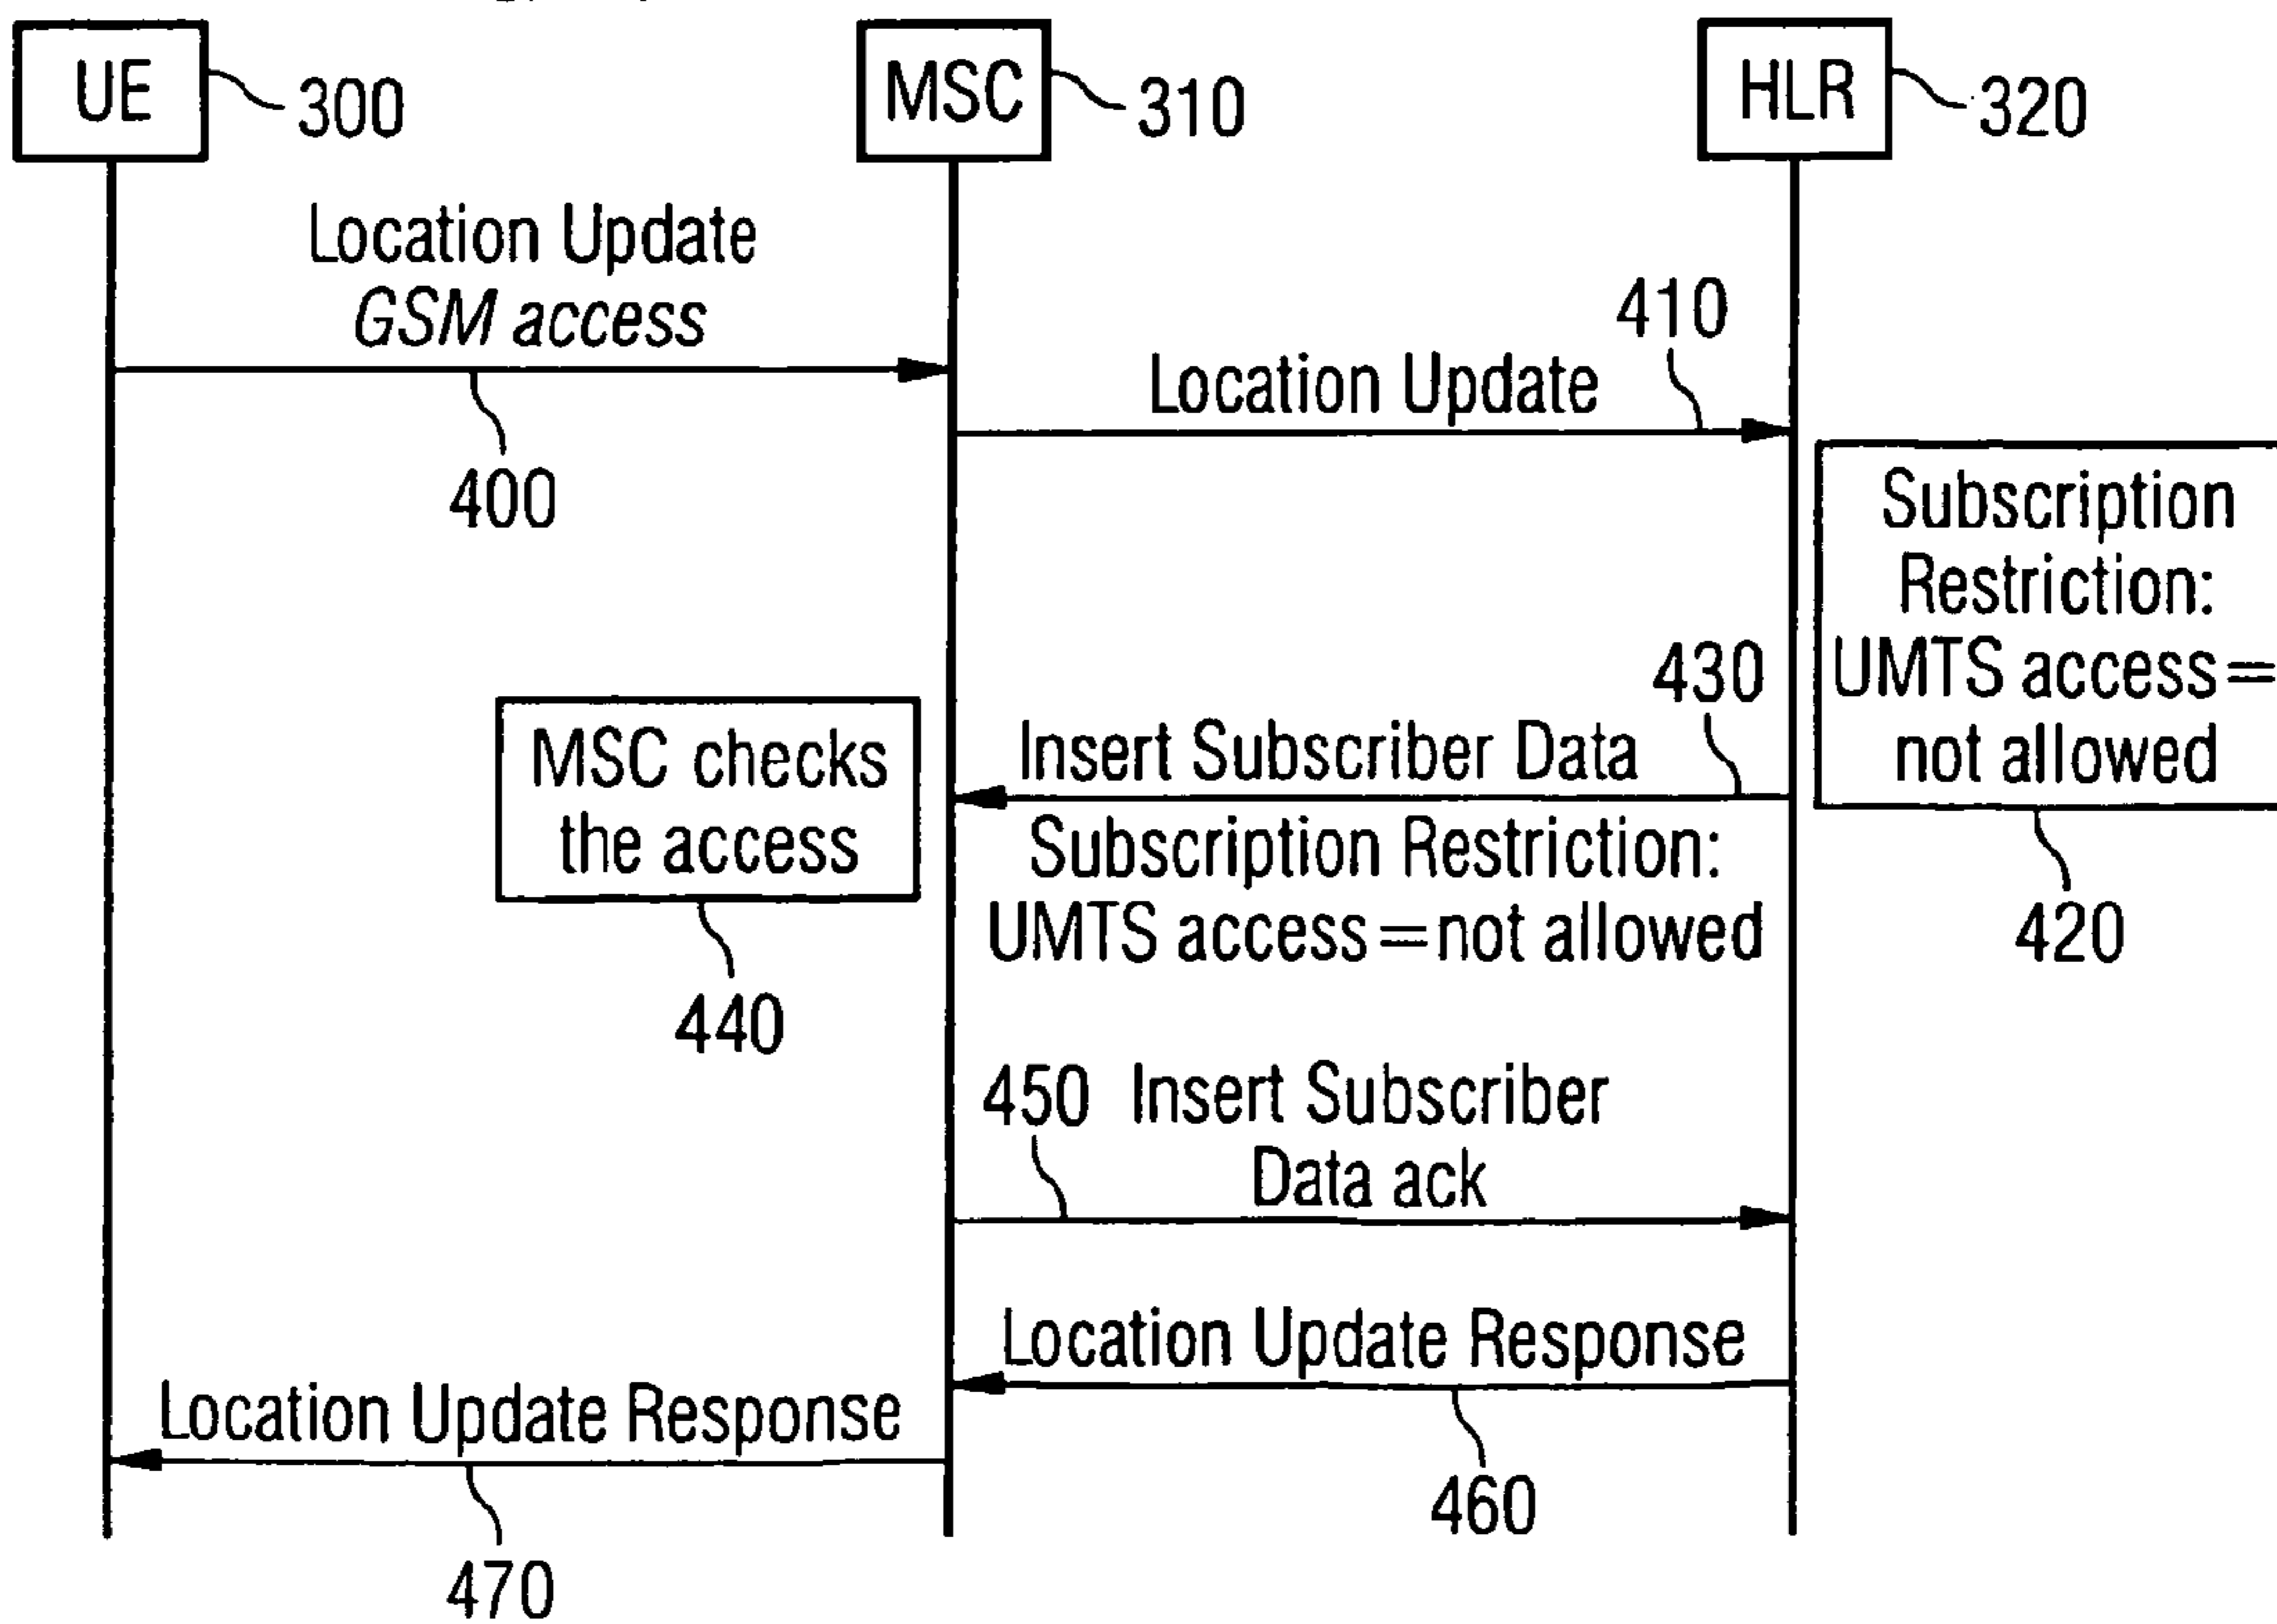 UE
300
MSC
310
HLR
320
Location Update
GSM access
400
410
Location Update
Subscription
Restriction:
UMTS access=
not allowed
420
430
Insert Subscriber Data
Subscription Restriction:
UMTS access=not allowed
MSC checks
the access
440
450 Insert Subscriber
Data ack
Location Update Response
460
Location Update Response
470